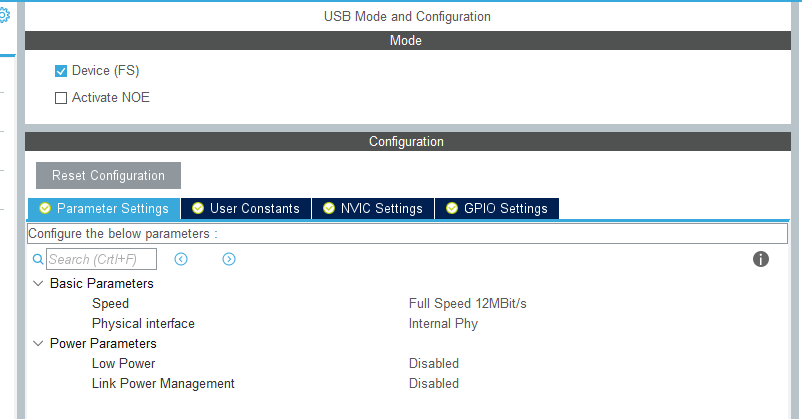 USB Mode and Configuration
Mode
Device (FS)
Activate NOE
Configuration
Reset Configuration
Parameter Settings User Constants NVIC Settings GPIO Settings
Configure the below parameters :
Search (Crtl+F)
Basic Parameters
Speed Full Speed 12MBit/s
Physical interface Internal Phy
Power Parameters
Low Power Disabled
Link Power Management Disabled